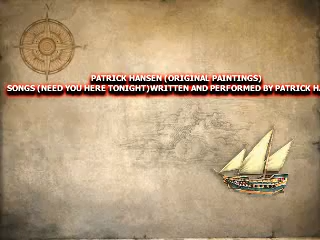 PATRICK HANSEN (ORIGINAL PAINTINGS)
SONGS (NEED YOU HERE TONIGHT)WRITTEN AND PERFORMED BY PATRICK